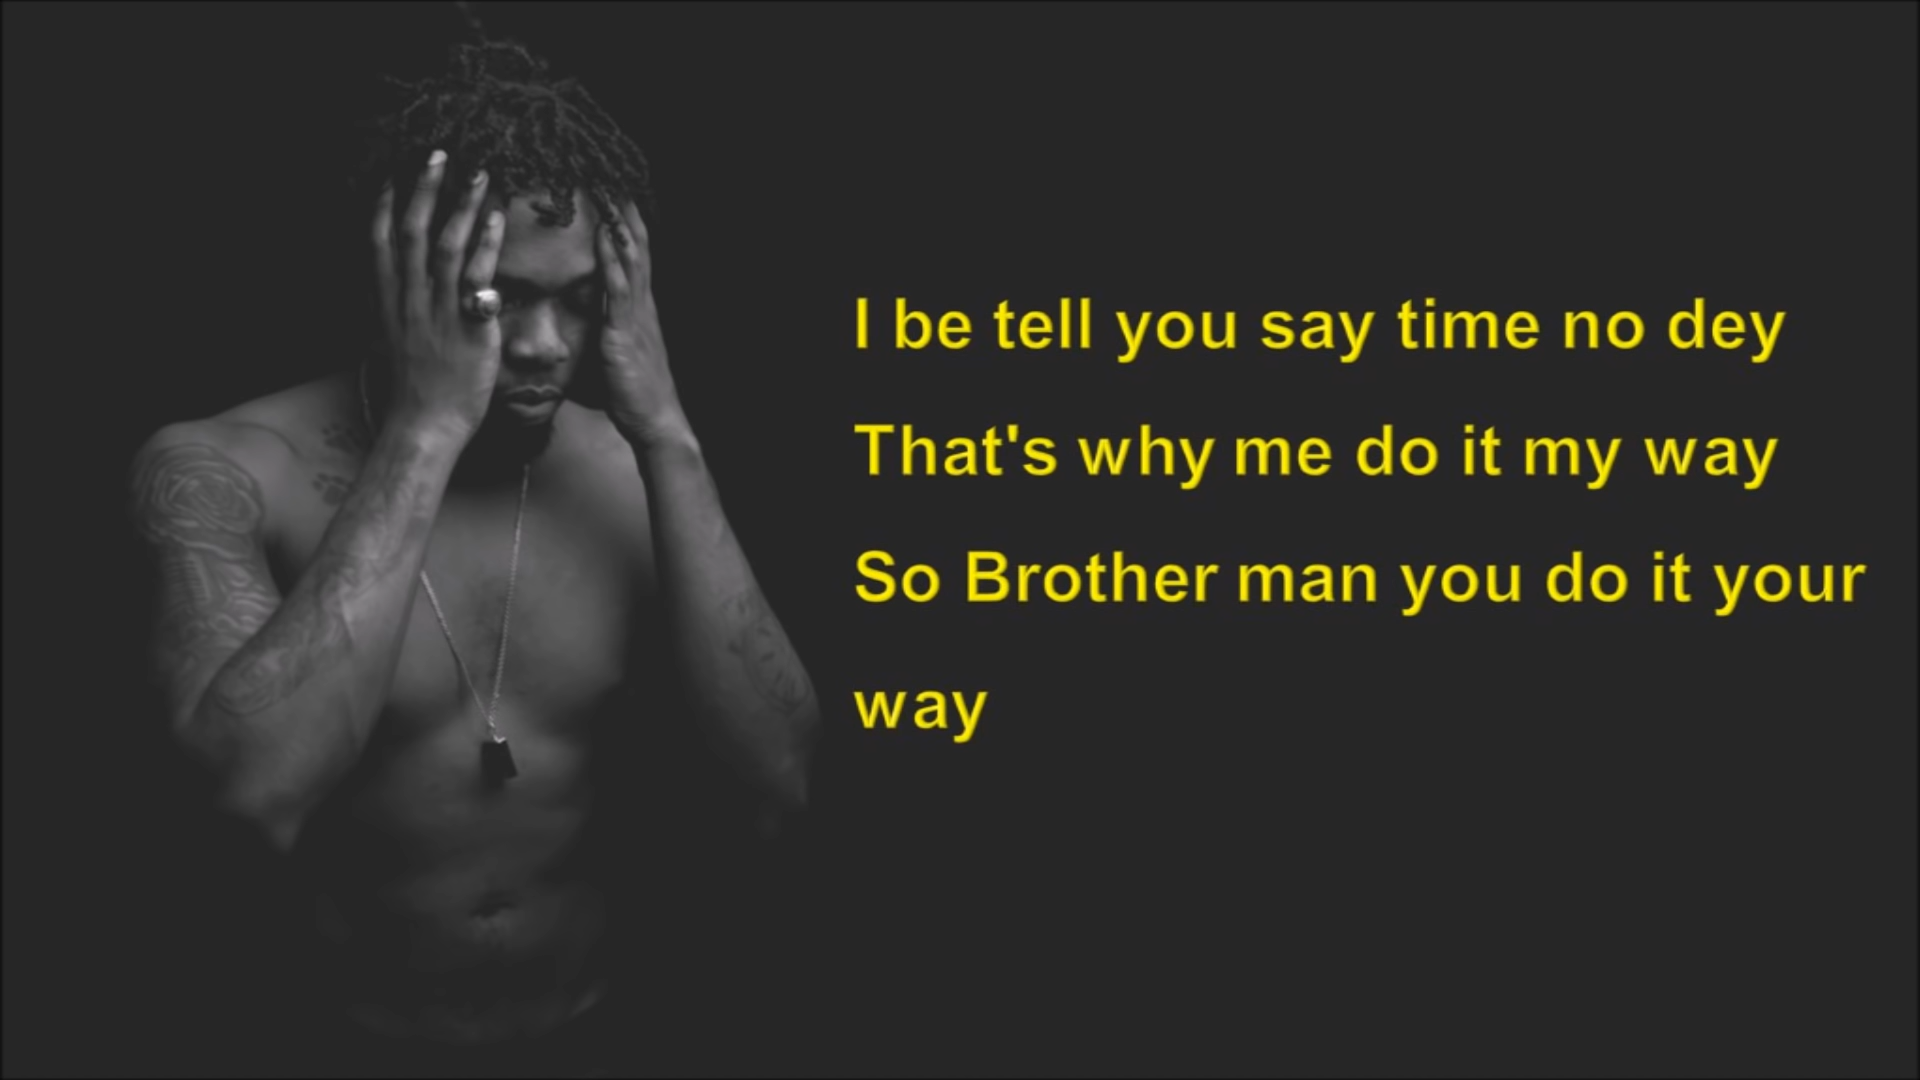 I be tell you say time no dey
That's why me do it my way
So Brother man you do it your
way